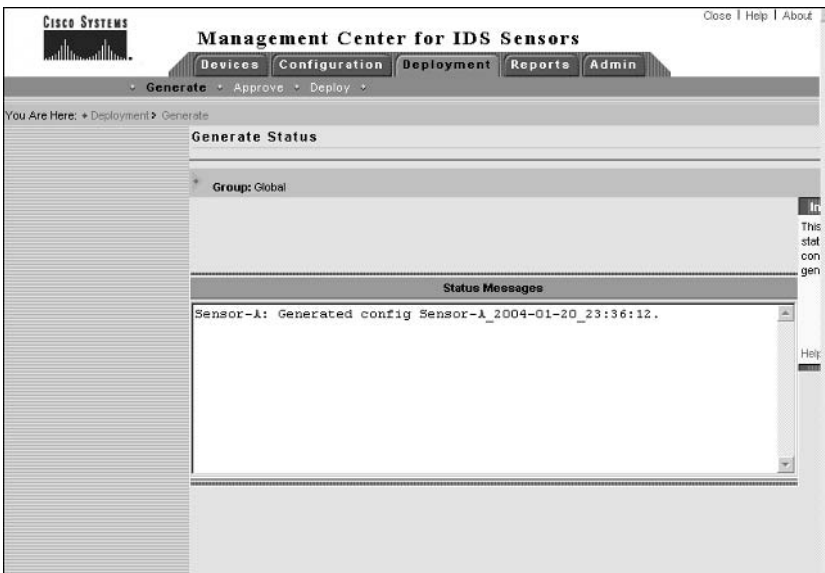 Close | Help | About
CISCO SYSTEMS
Management Center for IDS Sensors
Devices Configuration Deployment Reports Admin
Generate Approve Deploy
You Are Here: Deployment > Generate
Generate Status
Group: Global
In
This
stat
con
gen
Status Messages
Sensor-A: Generated config Sensor-A_2004-01-20_23:36:12.
Help